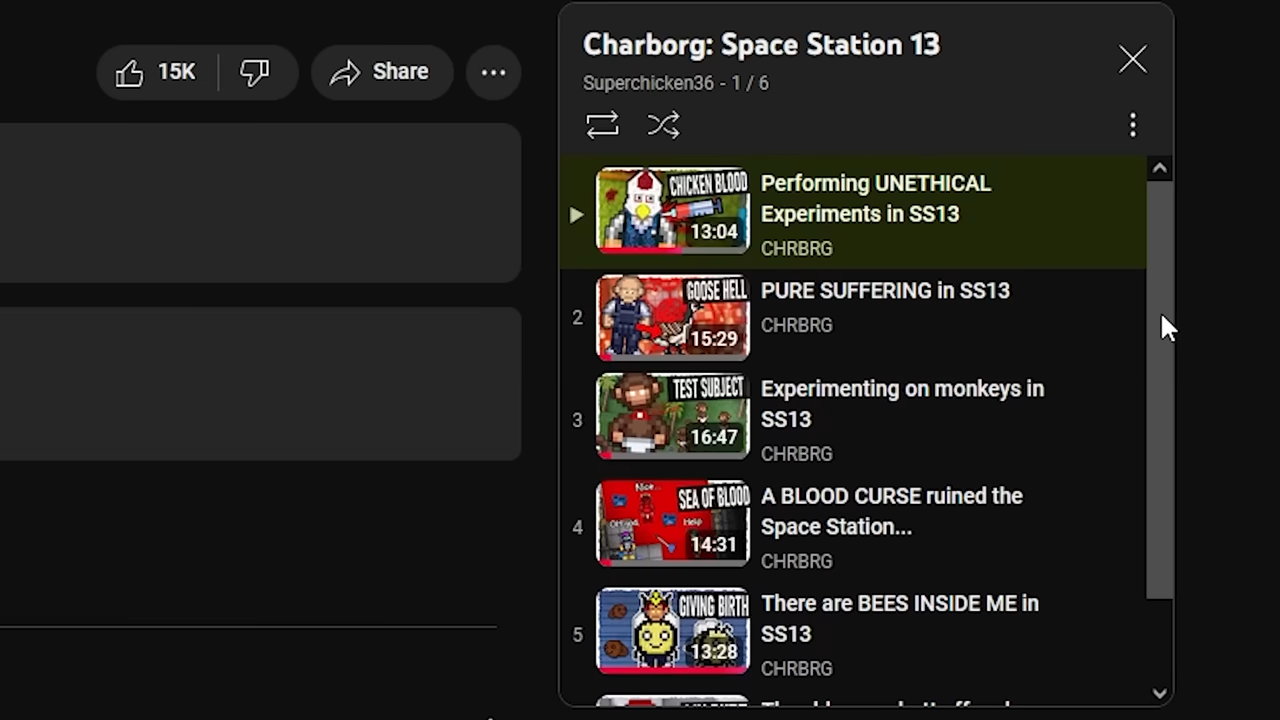 15K
Share
Charborg: Space Station 13
Superchicken36 - 1 / 6
CHICKEN BLOOD
13:04
Performing UNETHICAL
Experiments in SS13
CHRBRG
2
GOOSE HELL
15:29
PURE SUFFERING in SS13
CHRBRG
3
TEST SUBJECT
16:47
Experimenting on monkeys in
SS13
CHRBRG
4
Nice...
SEA OF BLOOD
Help
14:31
A BLOOD CURSE ruined the
Space Station...
CHRBRG
5
GIVING BIRTH
13:28
There are BEES INSIDE ME in
SS13
CHRBRG